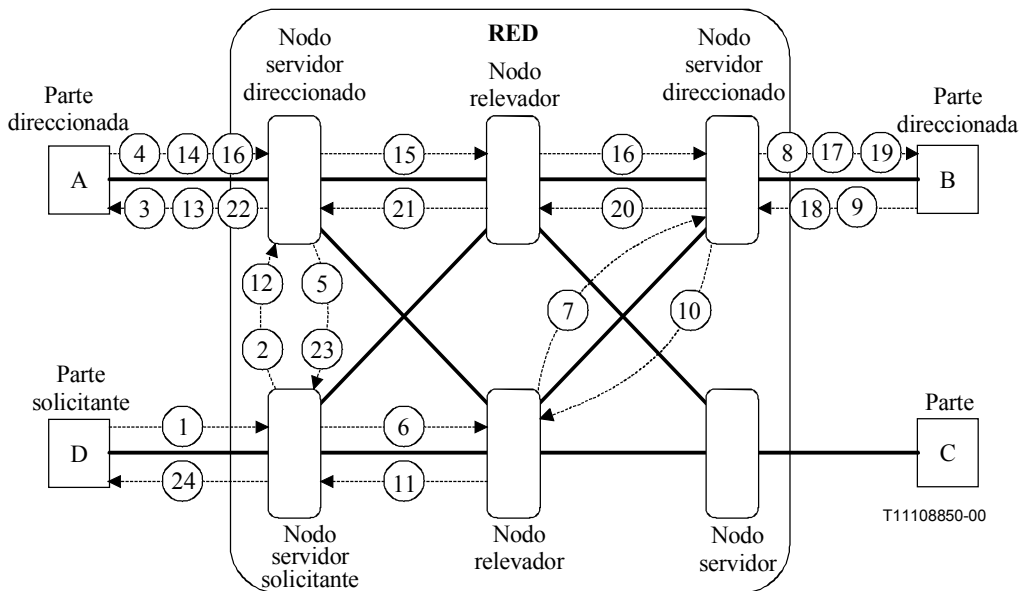 RED
Nodo
servidor
direccionado
Nodo
relevador
Nodo
servidor
direccionado
Parte
direccionada
Parte
direccionada
A
4 14 16
15
16
8 17 19
B
3 13 22
21
20
18 9
12
5
7
10
2
23
Parte
solicitante
Parte
D
1
6
C
24
11
T11108850-00
Nodo
servidor
solicitante
Nodo
relevador
Nodo
servidor